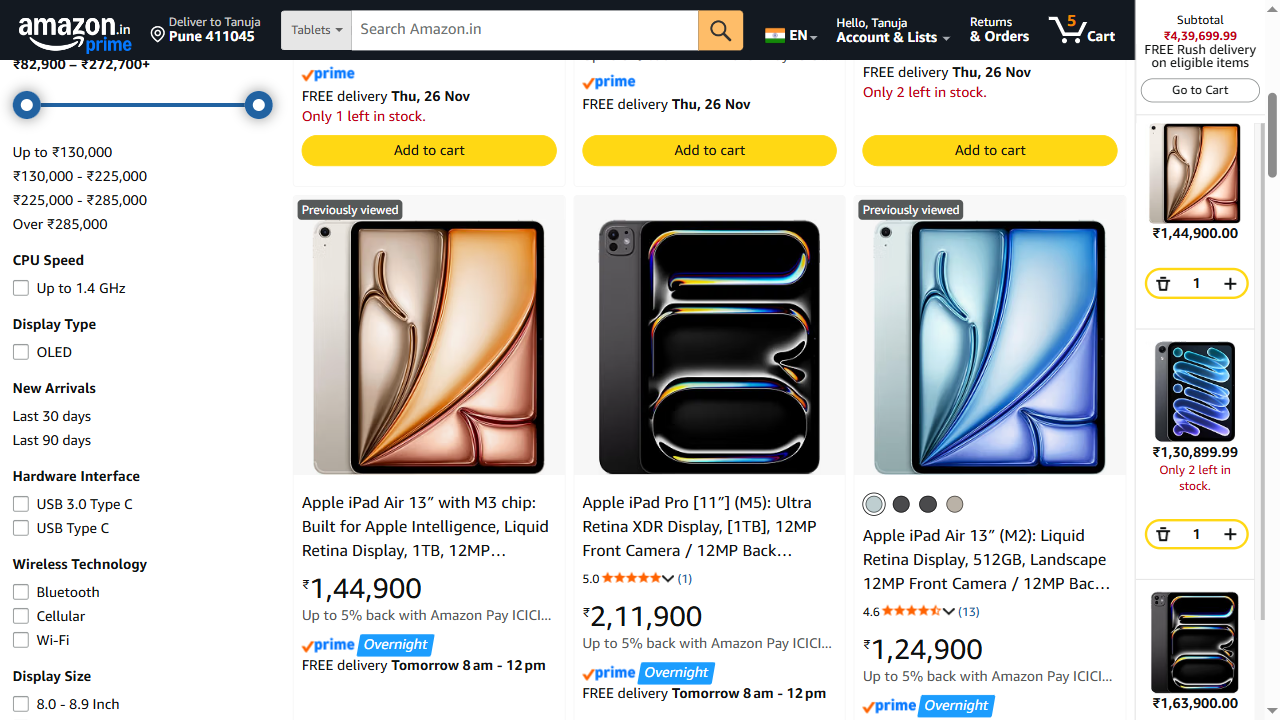 amazon.in
prime
Deliver to Tanuja
Pune 411045
Tablets
Search Amazon.in
EN
Hello, Tanuja
Account & Lists
Returns
& Orders
5
Cart
₹82,900 – ₹272,700+
Up to ₹130,000
₹130,000 - ₹225,000
₹225,000 - ₹285,000
Over ₹285,000
CPU Speed
Up to 1.4 GHz
Display Type
OLED
New Arrivals
Last 30 days
Last 90 days
Hardware Interface
USB 3.0 Type C
USB Type C
Wireless Technology
Bluetooth
Cellular
Wi-Fi
Display Size
8.0 - 8.9 Inch
prime
FREE delivery Thu, 26 Nov
Only 1 left in stock.
Add to cart
prime
FREE delivery Thu, 26 Nov
Add to cart
FREE delivery Thu, 26 Nov
Only 2 left in stock.
Add to cart
Previously viewed
Apple iPad Air 13″ with M3 chip:
Built for Apple Intelligence, Liquid
Retina Display, 1TB, 12MP…
₹1,44,900
Up to 5% back with Amazon Pay ICICI…
prime Overnight
FREE delivery Tomorrow 8 am - 12 pm
Apple iPad Pro [11″] (M5): Ultra
Retina XDR Display, [1TB], 12MP
Front Camera / 12MP Back…
5.0 (1)
₹2,11,900
Up to 5% back with Amazon Pay ICICI…
prime Overnight
FREE delivery Tomorrow 8 am - 12 pm
Previously viewed
Apple iPad Air 13″ (M2): Liquid
Retina Display, 512GB, Landscape
12MP Front Camera / 12MP Bac…
4.6 (13)
₹1,24,900
Up to 5% back with Amazon Pay ICICI…
prime Overnight
Subtotal
₹4,39,699.99
FREE Rush delivery
on eligible items
Go to Cart
₹1,44,900.00
1
₹1,30,899.99
Only 2 left in
stock.
1
₹1,63,900.00